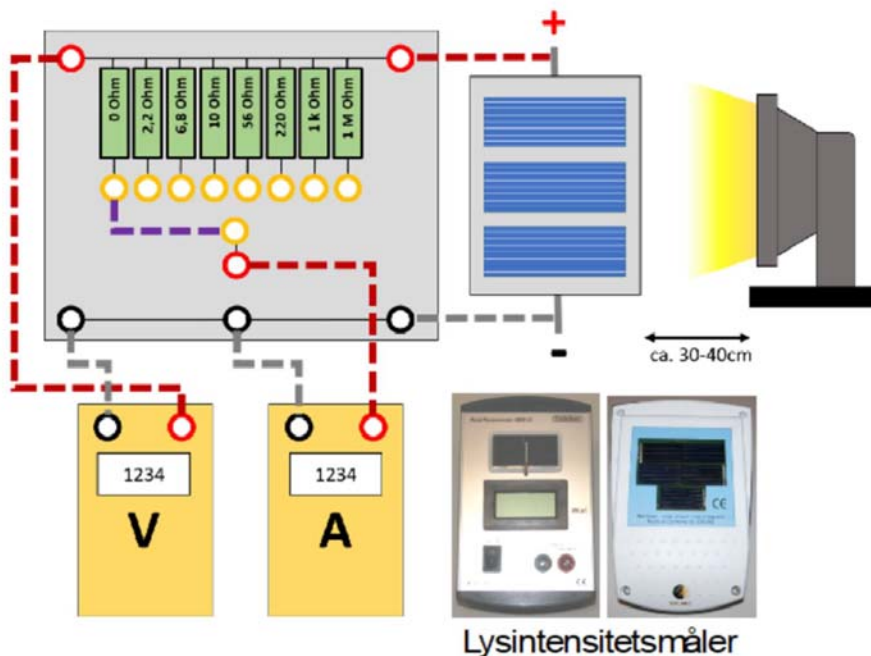 +
0 Ohm
2,2 Ohm
6,8 Ohm
10 Ohm
56 Ohm
220 Ohm
1 k Ohm
1 M Ohm
-
ca. 30-40cm
1234
V
1234
A
CE
CE
Lysintensitetsmåler